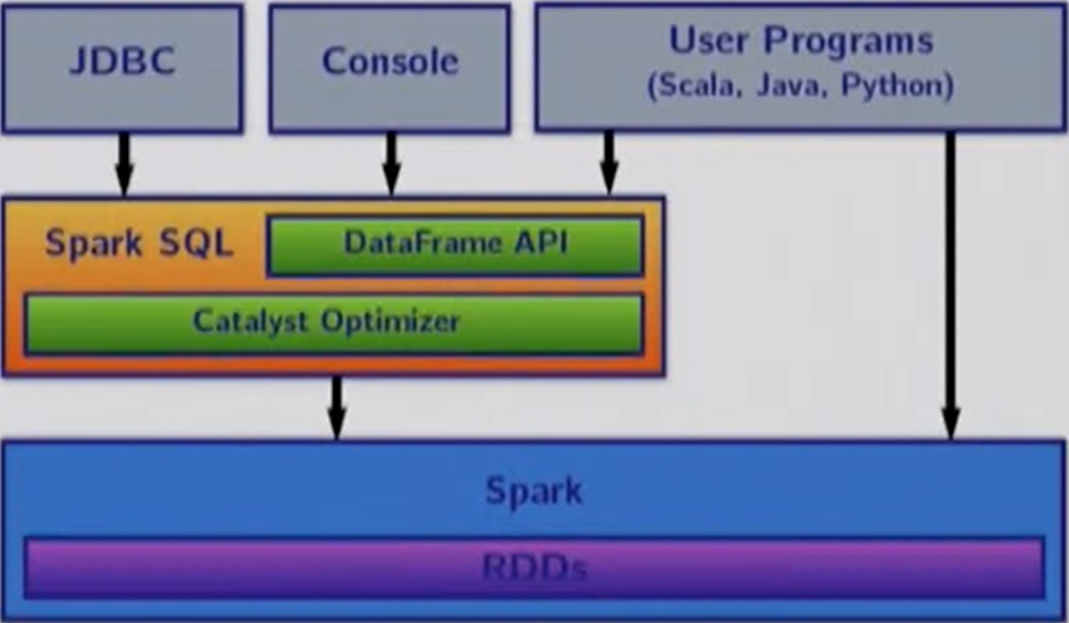 JDBC
Console
User Programs
(Scala, Java, Python)
Spark SQL
DataFrame API
Catalyst Optimizer
Spark
RDDs